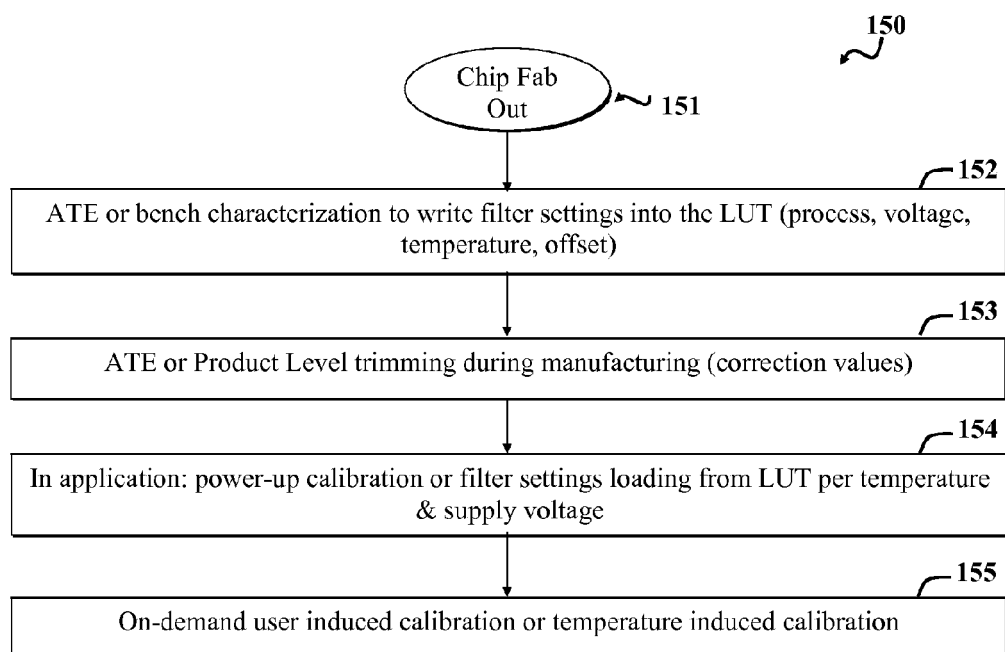 150
Chip Fab
Out
151
152
ATE or bench characterization to write filter settings into the LUT (process, voltage,
temperature, offset)
153
ATE or Product Level trimming during manufacturing (correction values)
154
In application: power-up calibration or filter settings loading from LUT per temperature
& supply voltage
155
On-demand user induced calibration or temperature induced calibration